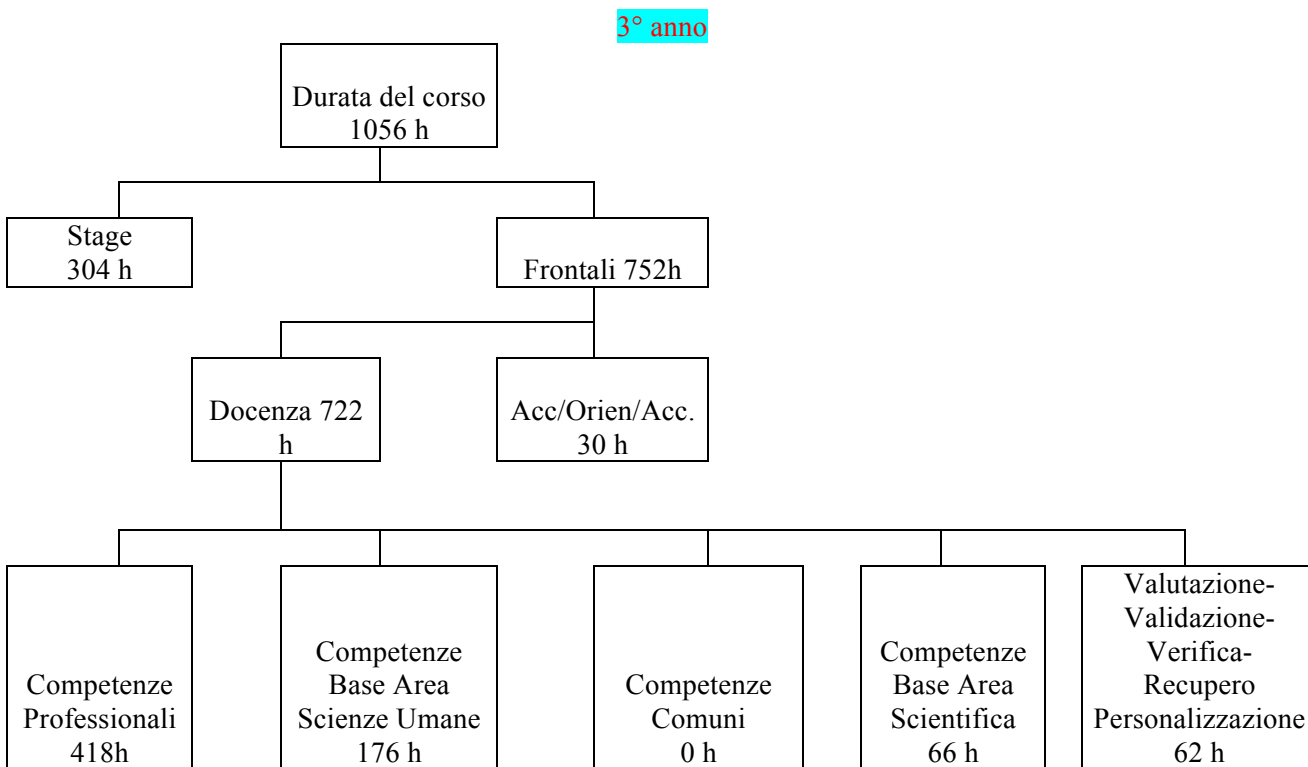 3° anno
Durata del corso
1056 h
Stage
304 h
Frontali 752h
Docenza 722
h
Acc/Orien/Acc.
30 h
Competenze
Professionali
418h
Competenze
Base Area
Scienze Umane
176 h
Competenze
Comuni
0 h
Competenze
Base Area
Scientifica
66 h
Valutazione-
Validazione-
Verifica-
Recupero
Personalizzazione
62 h